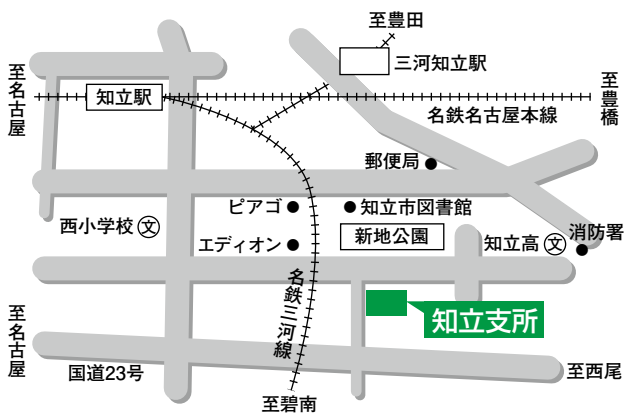 至豊田
三河知立駅
至名古屋
知立駅
至豊橋
名鉄名古屋本線
郵便局
ピアゴ
知立市図書館
西小学校 文
新地公園
知立高 文
消防署
エディオン
名鉄三河線
知立支所
至名古屋
国道23号
至西尾
至碧南